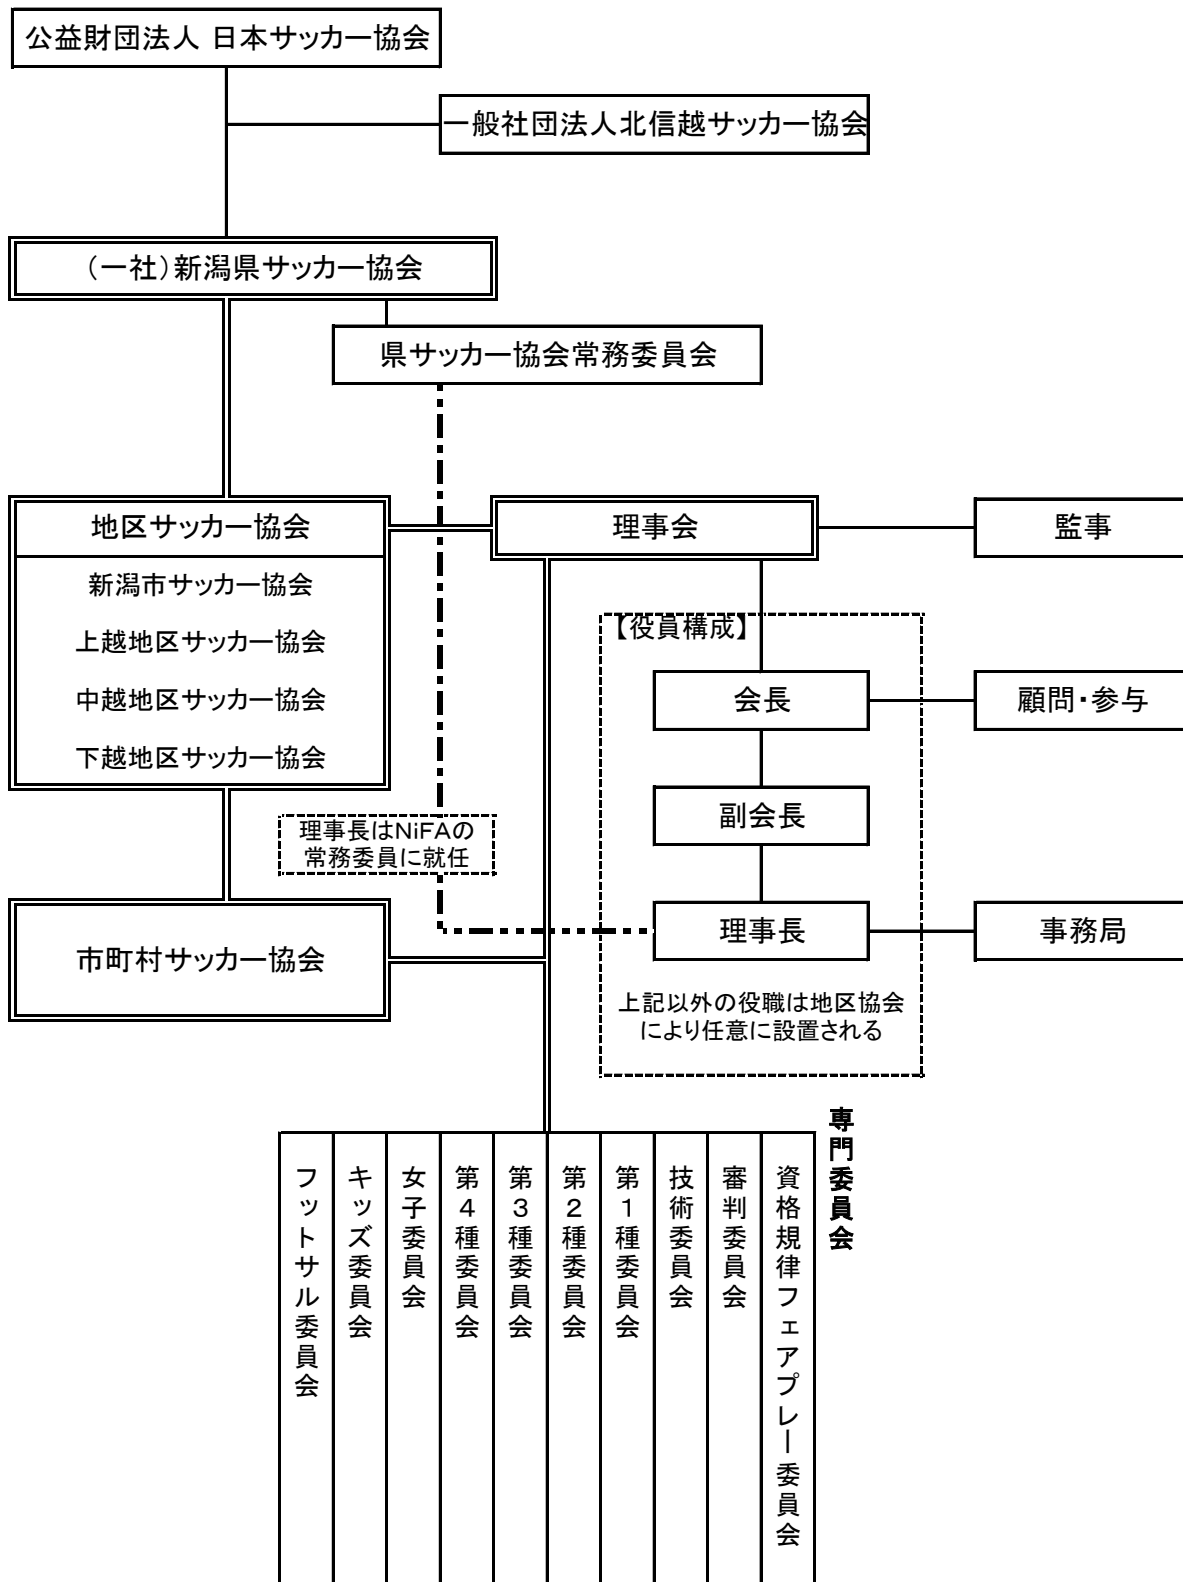 公益財団法人 日本サッカー協会
一般社団法人北信越サッカー協会
（一社）新潟県サッカー協会
県サッカー協会常務委員会
地区サッカー協会
理事会
監事
新潟市サッカー協会
上越地区サッカー協会
中越地区サッカー協会
下越地区サッカー協会
【役員構成】
会長
顧問・参与
副会長
理事長はNiFAの
常務委員に就任
理事長
事務局
市町村サッカー協会
上記以外の役職は地区協会
により任意に設置される
専門委員会
資格規律フェアプレー委員会
審判委員会
技術委員会
第１種委員会
第２種委員会
第３種委員会
第４種委員会
女子委員会
キッズ委員会
フットサル委員会